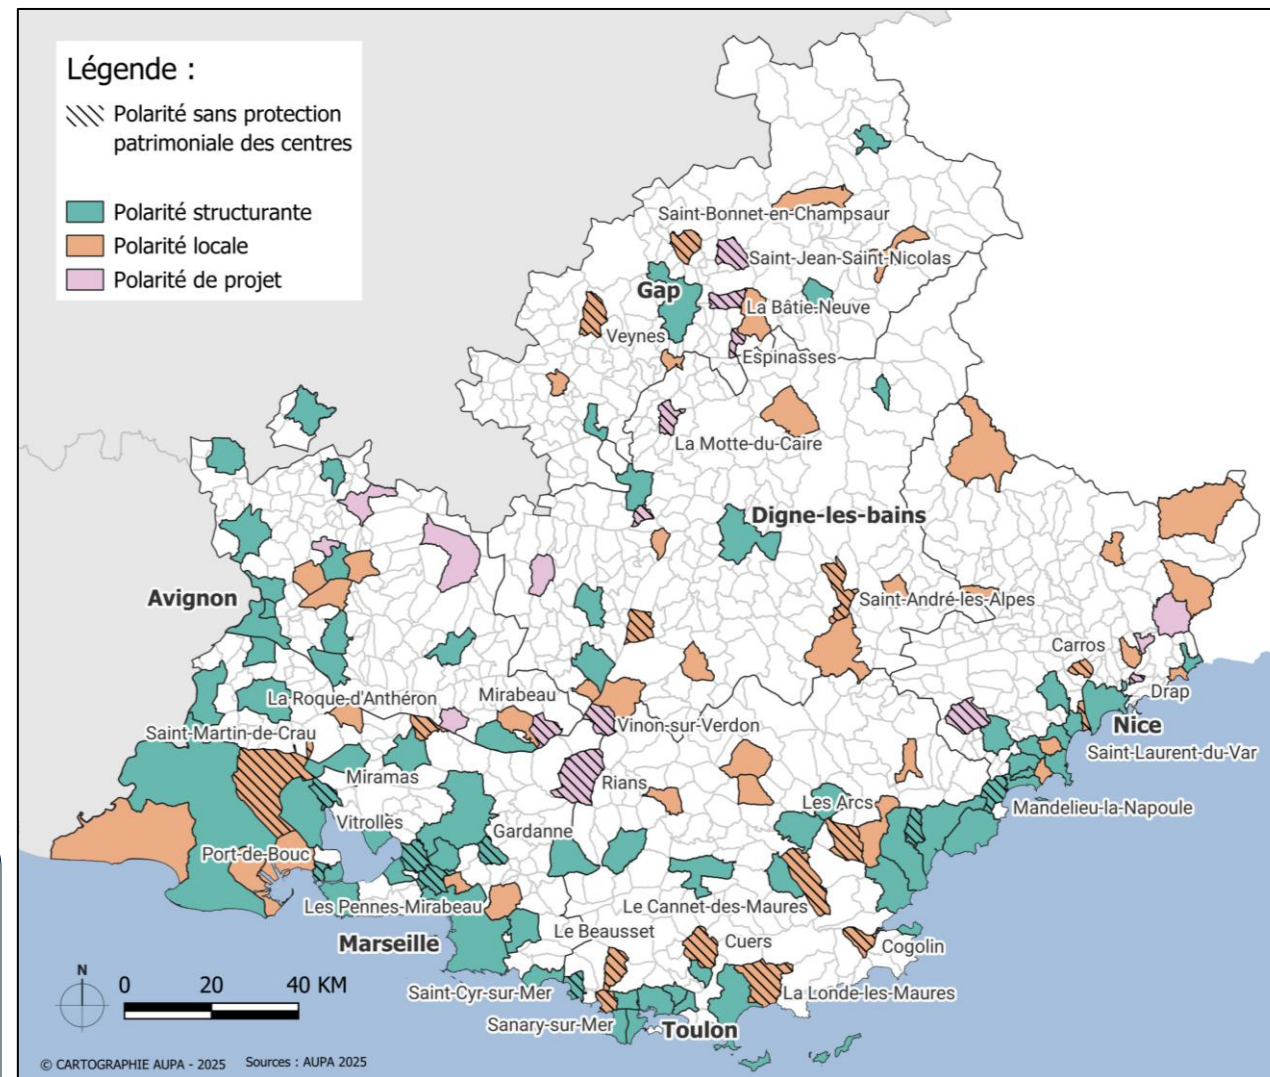 Légende :
Polarité sans protection
patrimoniale des centres
Polarité structurante
Polarité locale
Polarité de projet
Saint-Bonnet-en-Champsaur
Saint-Jean-Saint-Nicolas
Gap
La Bâtie-Neuve
Veynes
Espinasses
La Motte-du-Caire
Digne-les-bains
Avignon
Saint-André-les-Alpes
Carros
La Roque-d'Anthéron
Mirabeau
Drap
Saint-Martin-de-Crau
Vinon-sur-Verdon
Nice
Saint-Laurent-du-Var
Miramas
Rians
Les Arcs
Mandelieu-la-Napoule
Vitrolles
Gardanne
Port-de-Bouc
Les Pennes-Mirabeau
Le Cannet-des-Maures
Marseille
Le Beausset
Cuers
Cogolin
N
0 20 40 KM
Saint-Cyr-sur-Mer
La Londe-les-Maures
Sanary-sur-Mer
Toulon
© CARTOGRAPHIE AUPA - 2025 Sources : AUPA 2025